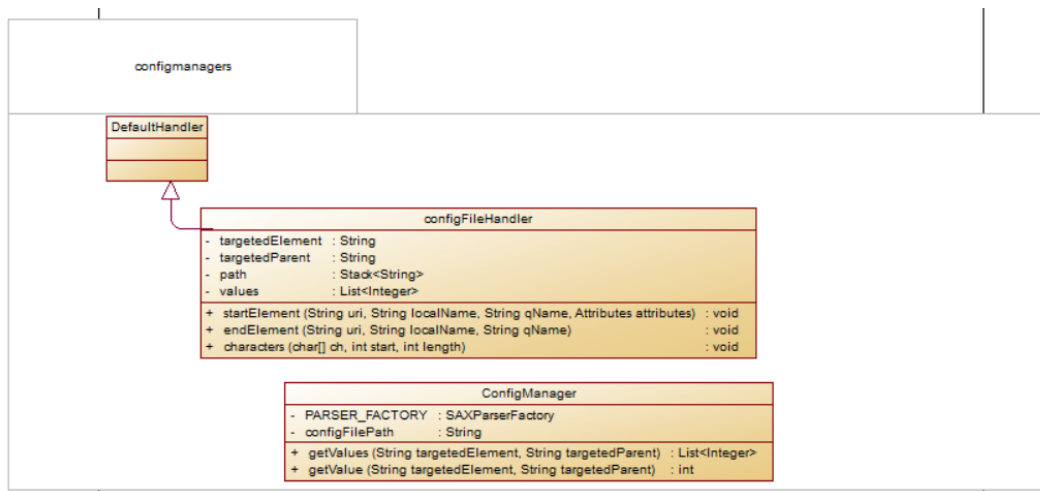 configmanagers
DefaultHandler
configFileHandler
- targetedElement : String
- targetedParent : String
- path : Stack<String>
- values : List<Integer>
+ startElement (String uri, String localName, String qName, Attributes attributes) : void
+ endElement (String uri, String localName, String qName) : void
+ characters (char[] ch, int start, int length) : void
ConfigManager
- PARSER_FACTORY : SAXParserFactory
- configFilePath : String
+ getValues (String targetedElement, String targetedParent) : List<Integer>
+ getValue (String targetedElement, String targetedParent) : int